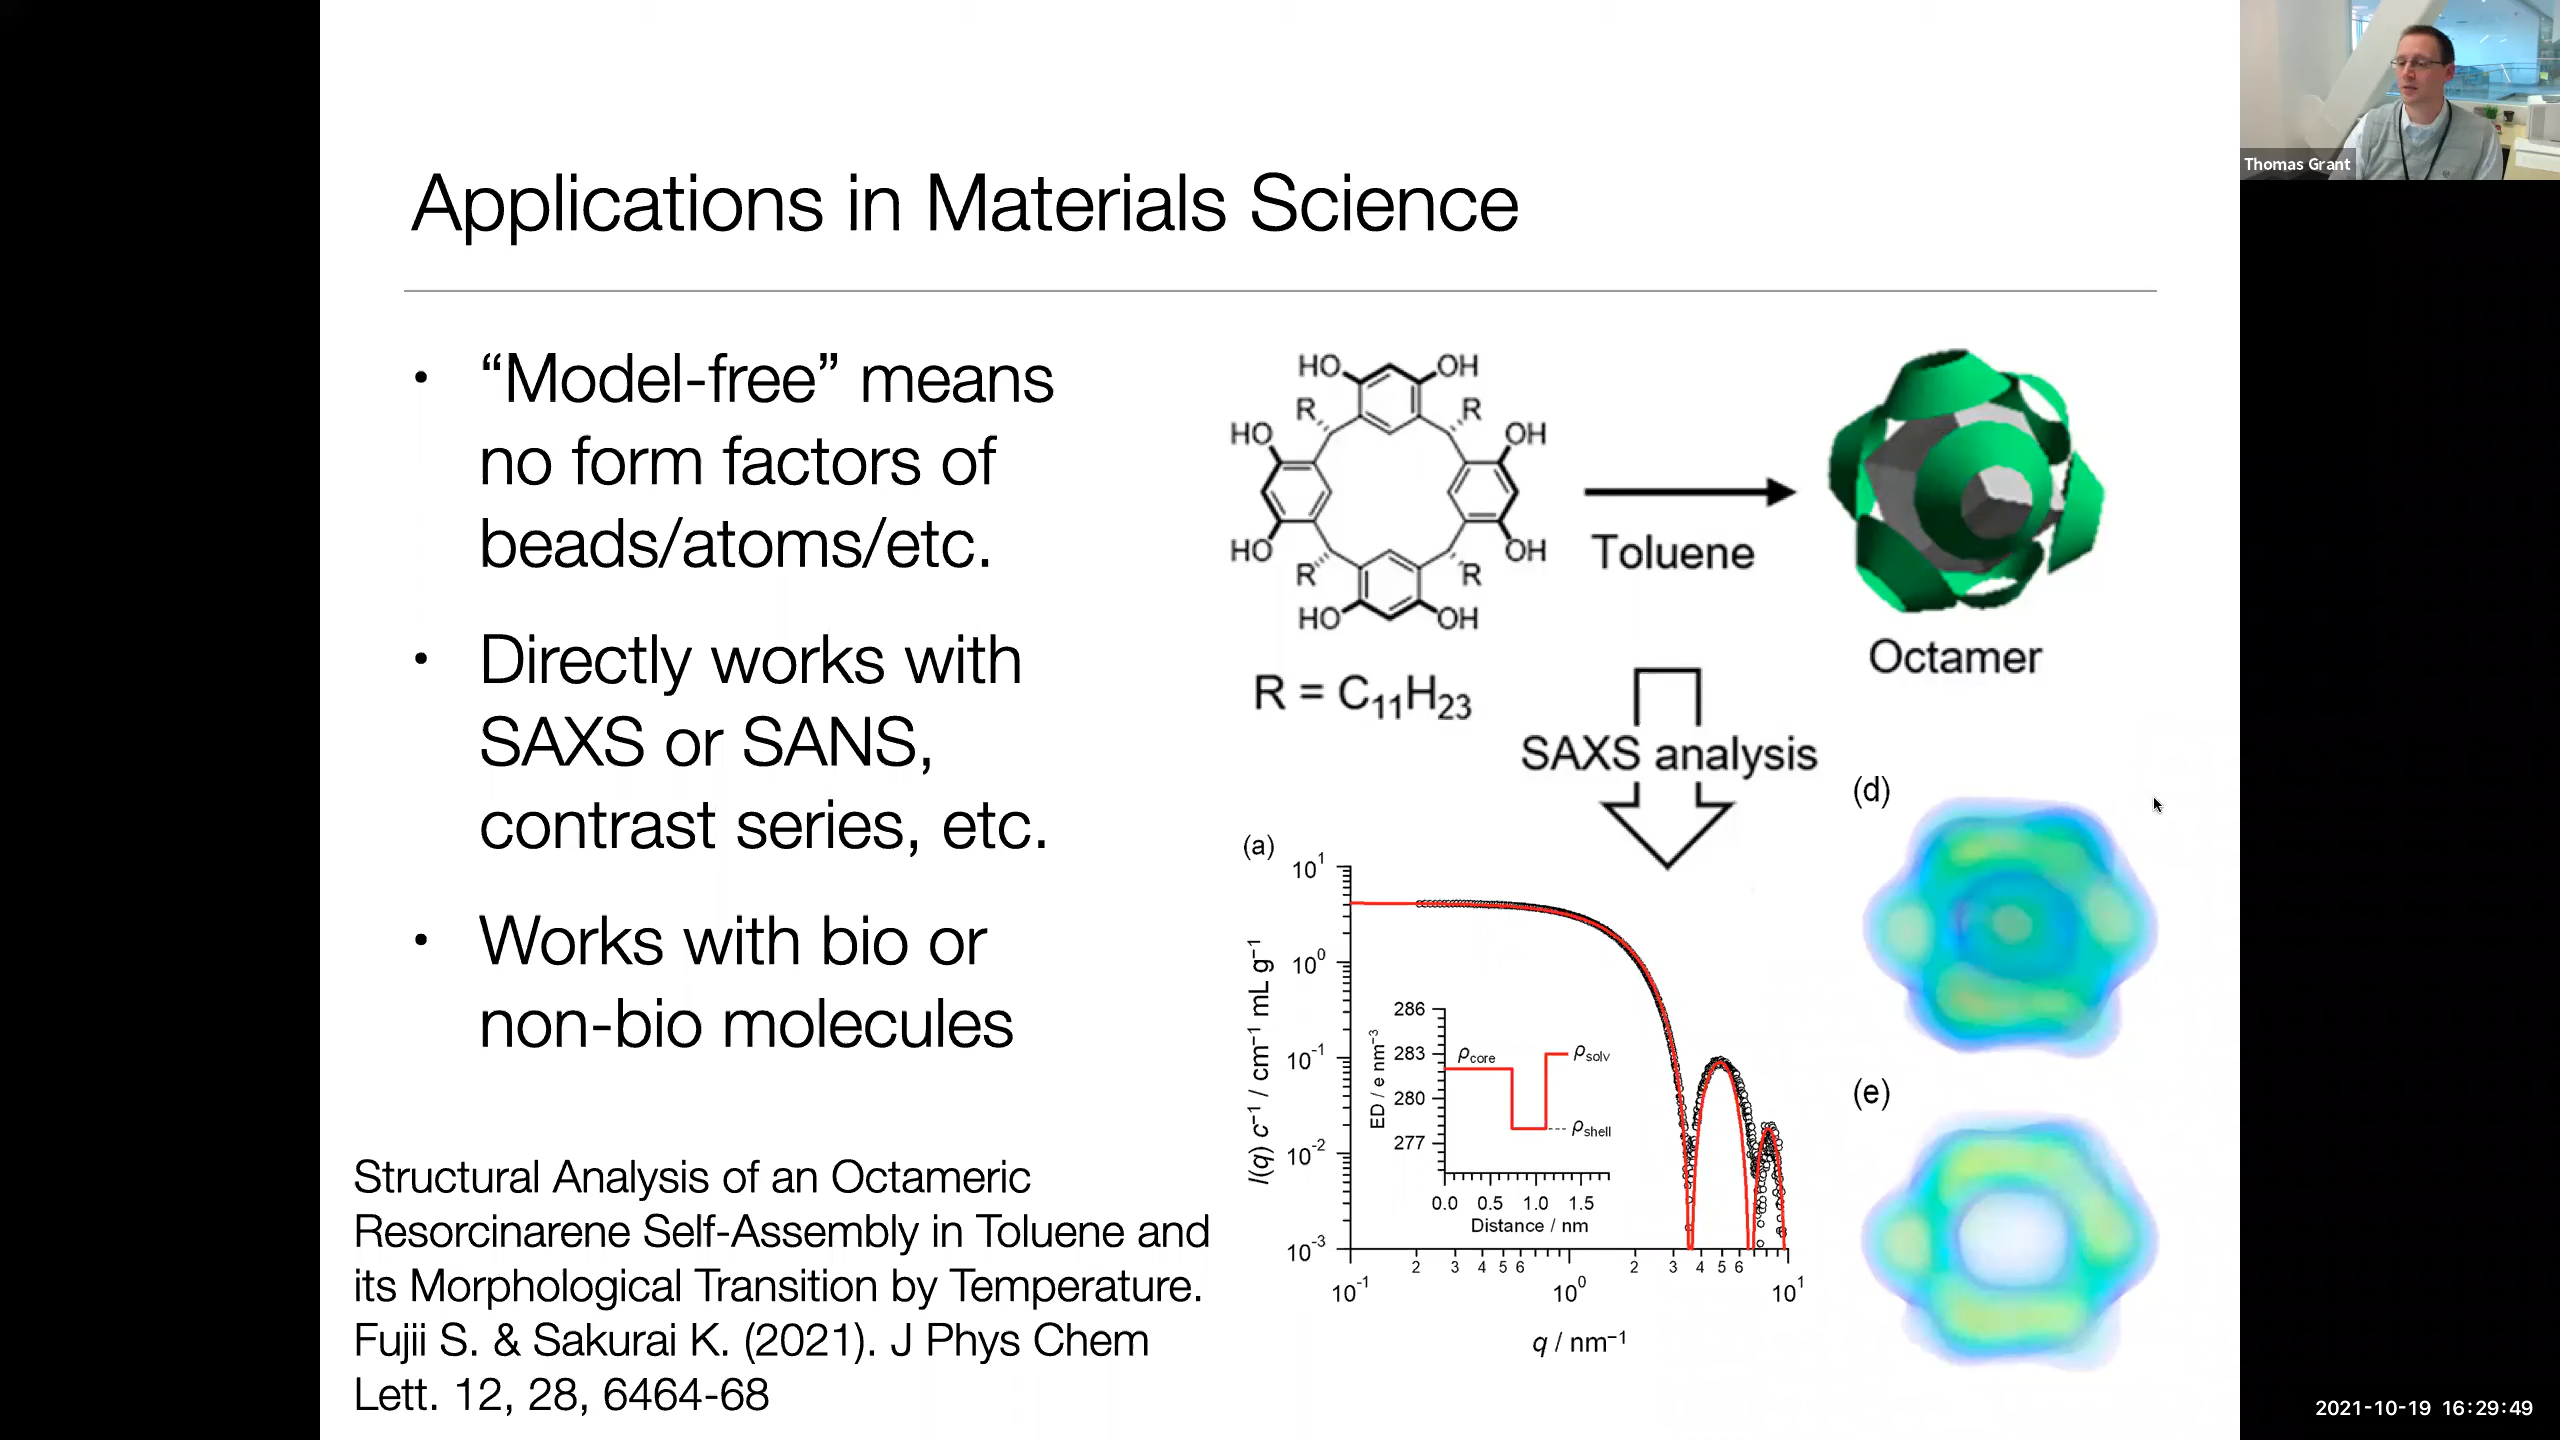 Thomas Grant
Applications in Materials Science
• “Model-free” means
no form factors of
beads/atoms/etc.
• Directly works with
SAXS or SANS,
contrast series, etc.
• Works with bio or
non-bio molecules
Structural Analysis of an Octameric
Resorcinarene Self-Assembly in Toluene and
its Morphological Transition by Temperature.
Fujii S. & Sakurai K. (2021). J Phys Chem
Lett. 12, 28, 6464-68
HO OH
R R
HO OH
HO OH
R R
HO OH
R = C₁₁H₂₃
Toluene
Octamer
SAXS analysis
(a)
10¹
10⁰
10⁻¹
10⁻²
10⁻³
I(q) c⁻¹ / cm⁻¹ mL g⁻¹
286
283
280
277
ED / e nm⁻³
ρcore
ρsolv
ρshell
0.0 0.5 1.0 1.5
Distance / nm
2 3 4 5 6 2 3 4 5 6
10⁻¹ 10⁰ 10¹
q / nm⁻¹
(d)
(e)
2021-10-19 16:29:49